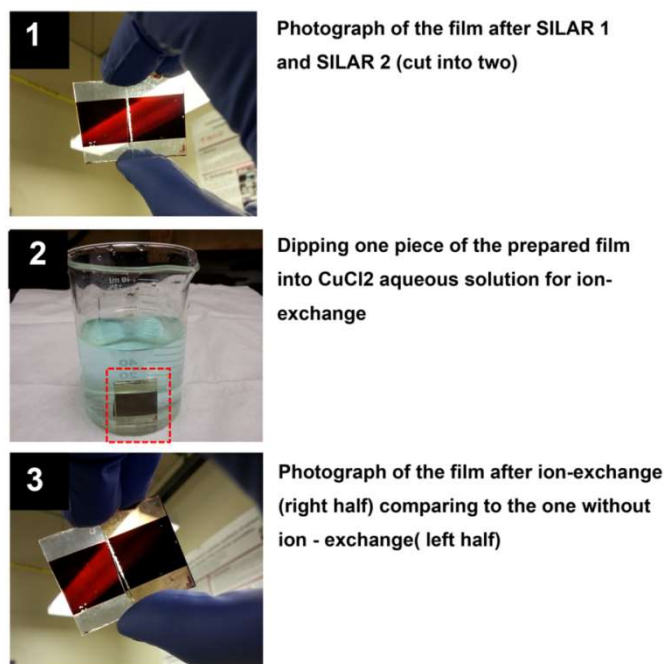 1
Photograph of the film after SILAR 1
and SILAR 2 (cut into two)
2
Dipping one piece of the prepared film
into CuCl2 aqueous solution for ion-
exchange
40
20
3
Photograph of the film after ion-exchange
(right half) comparing to the one without
ion - exchange( left half)